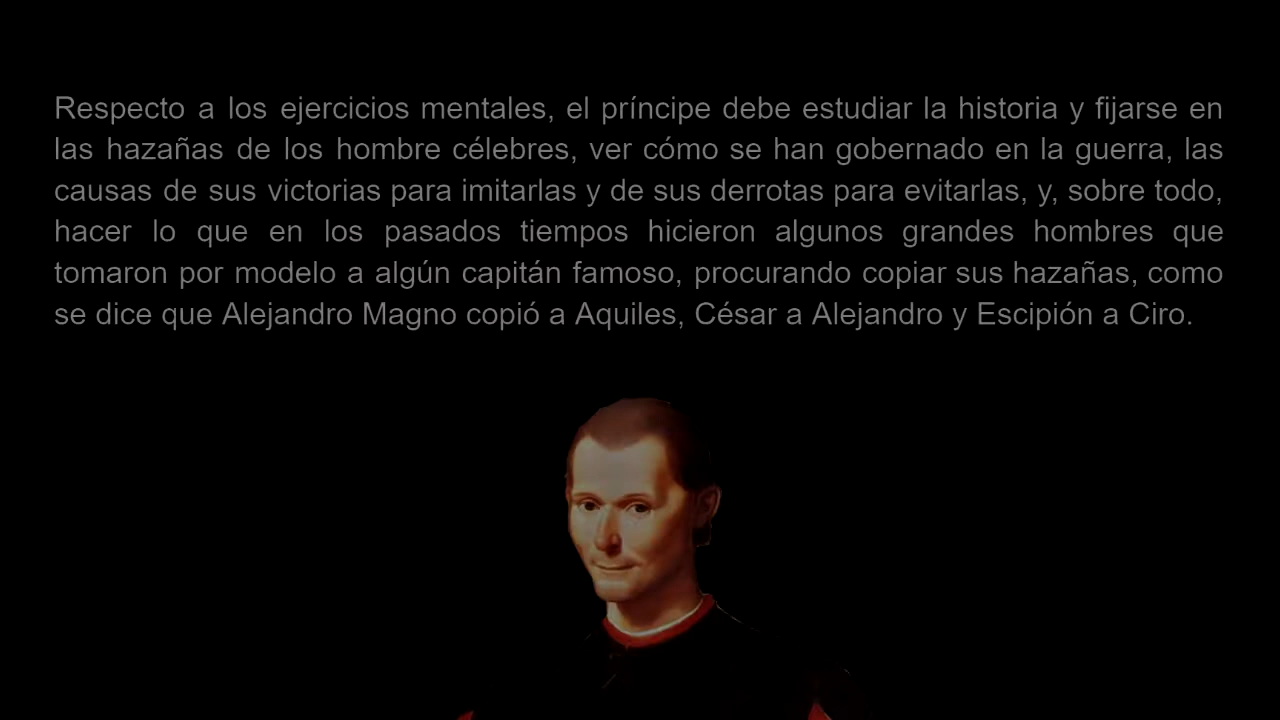 Respecto a los ejercicios mentales, el príncipe debe estudiar la historia y fijarse en
las hazañas de los hombre célebres, ver cómo se han gobernado en la guerra, las
causas de sus victorias para imitarlas y de sus derrotas para evitarlas, y, sobre todo,
hacer lo que en los pasados tiempos hicieron algunos grandes hombres que
tomaron por modelo a algún capitán famoso, procurando copiar sus hazañas, como
se dice que Alejandro Magno copió a Aquiles, César a Alejandro y Escipión a Ciro.